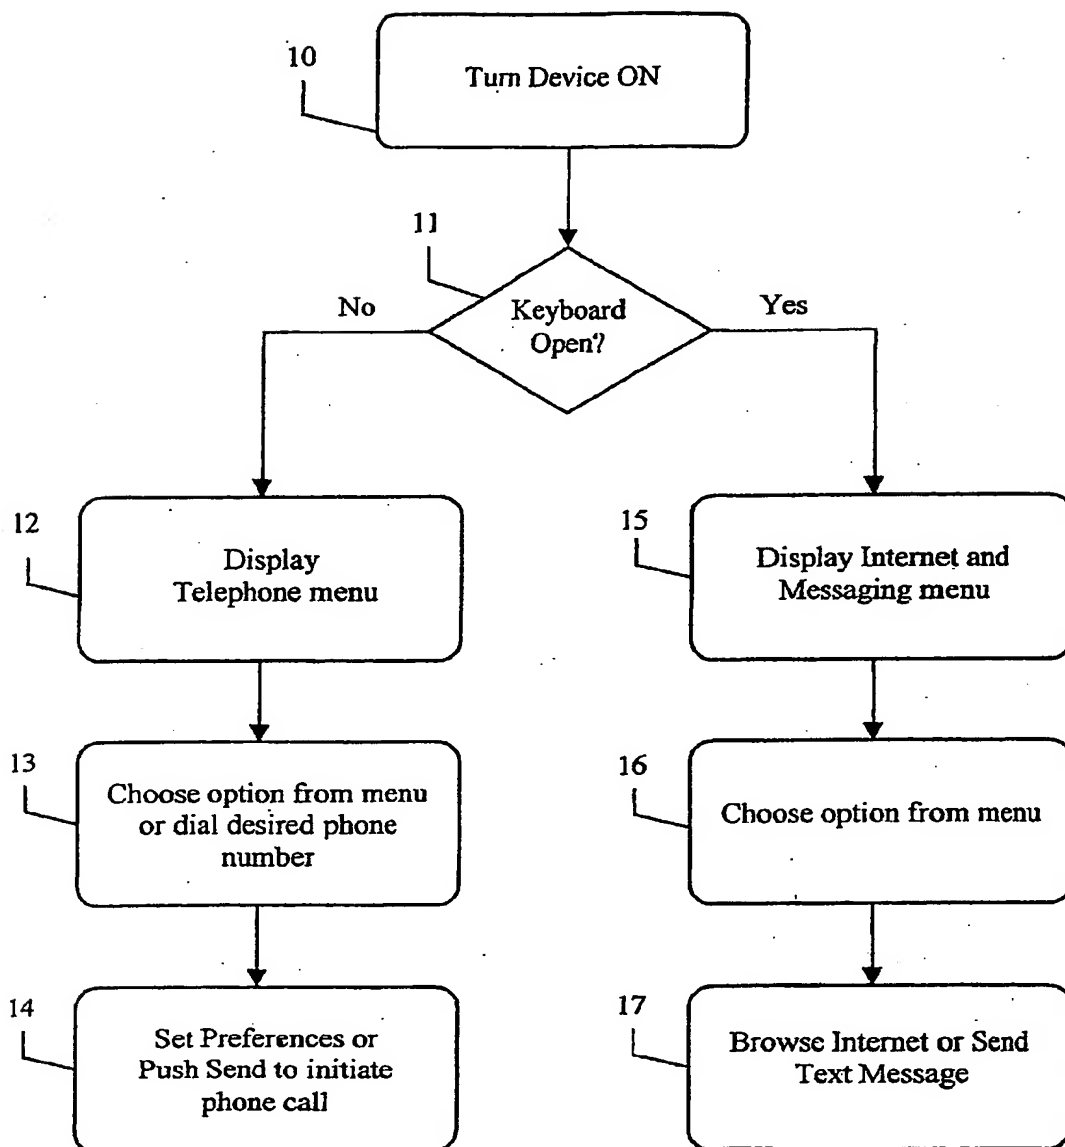 10
Turn Device ON
11
No
Keyboard
Open?
Yes
12
Display
Telephone menu
15
Display Internet and
Messaging menu
13
Choose option from menu
or dial desired phone
number
16
Choose option from menu
14
Set Preferences or
Push Send to initiate
phone call
17
Browse Internet or Send
Text Message